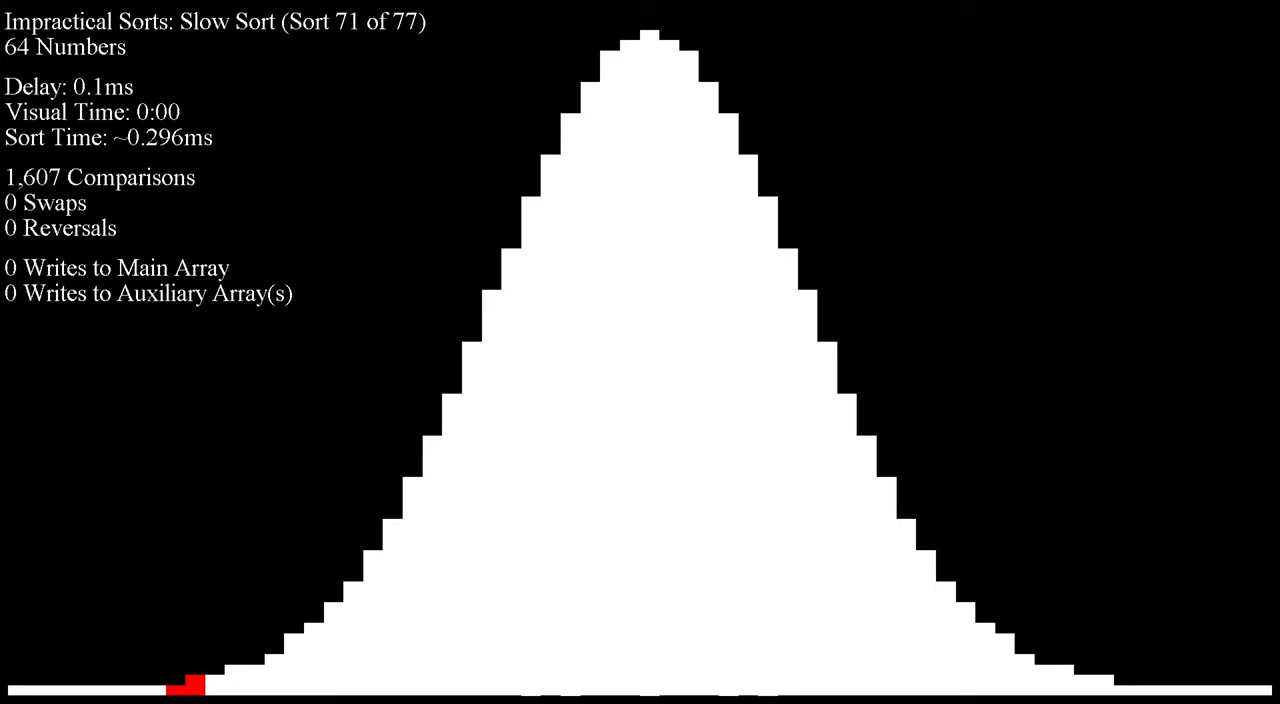 Impractical Sorts: Slow Sort (Sort 71 of 77)
64 Numbers
Delay: 0.1ms
Visual Time: 0:00
Sort Time: ~0.296ms
1,607 Comparisons
0 Swaps
0 Reversals
0 Writes to Main Array
0 Writes to Auxiliary Array(s)